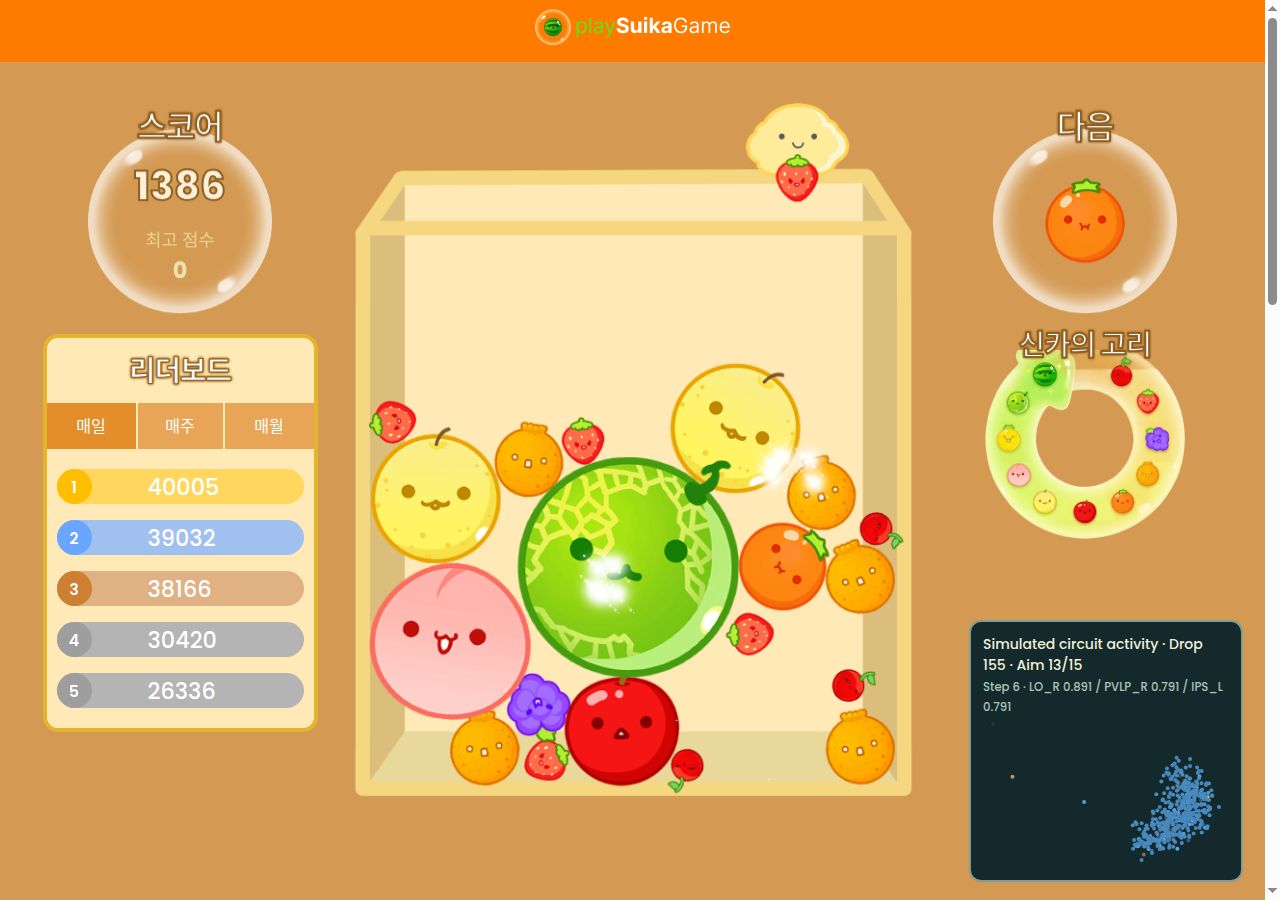 playSuikaGame
스코어
1386
최고 점수
0
리더보드
매일 매주 매월
1 40005
2 39032
3 38166
4 30420
5 26336
다음
신카의 고리
Simulated circuit activity · Drop
155 · Aim 13/15
Step 6 · LO_R 0.891 / PVLP_R 0.791 / IPS_L
0.791